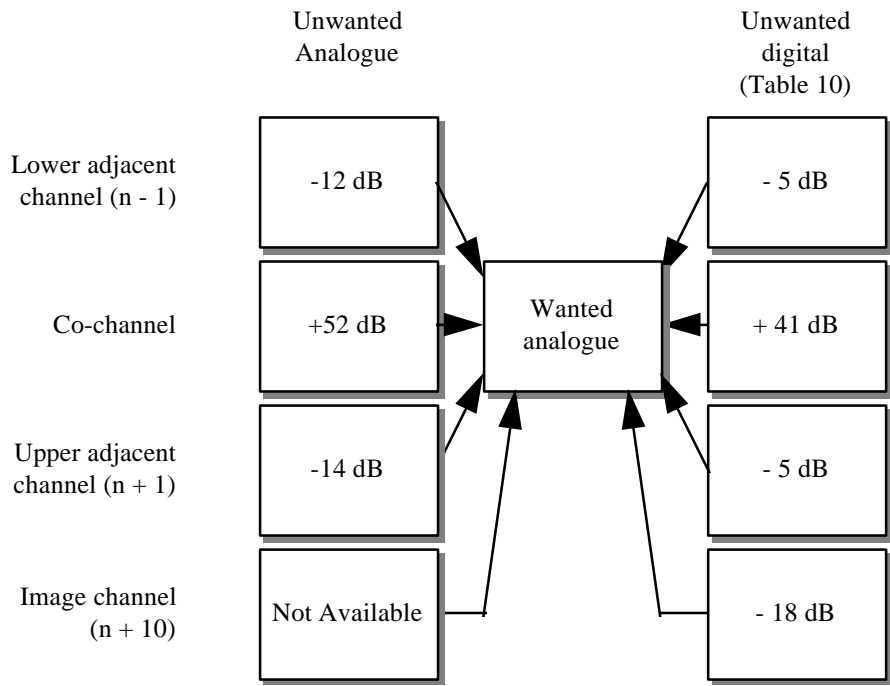 Unwanted
Analogue
Unwanted
digital
(Table 10)
Lower adjacent
channel (n - 1)
-12 dB
- 5 dB
Co-channel
+52 dB
Wanted
analogue
+ 41 dB
Upper adjacent
channel (n + 1)
-14 dB
- 5 dB
Image channel
(n + 10)
Not Available
- 18 dB